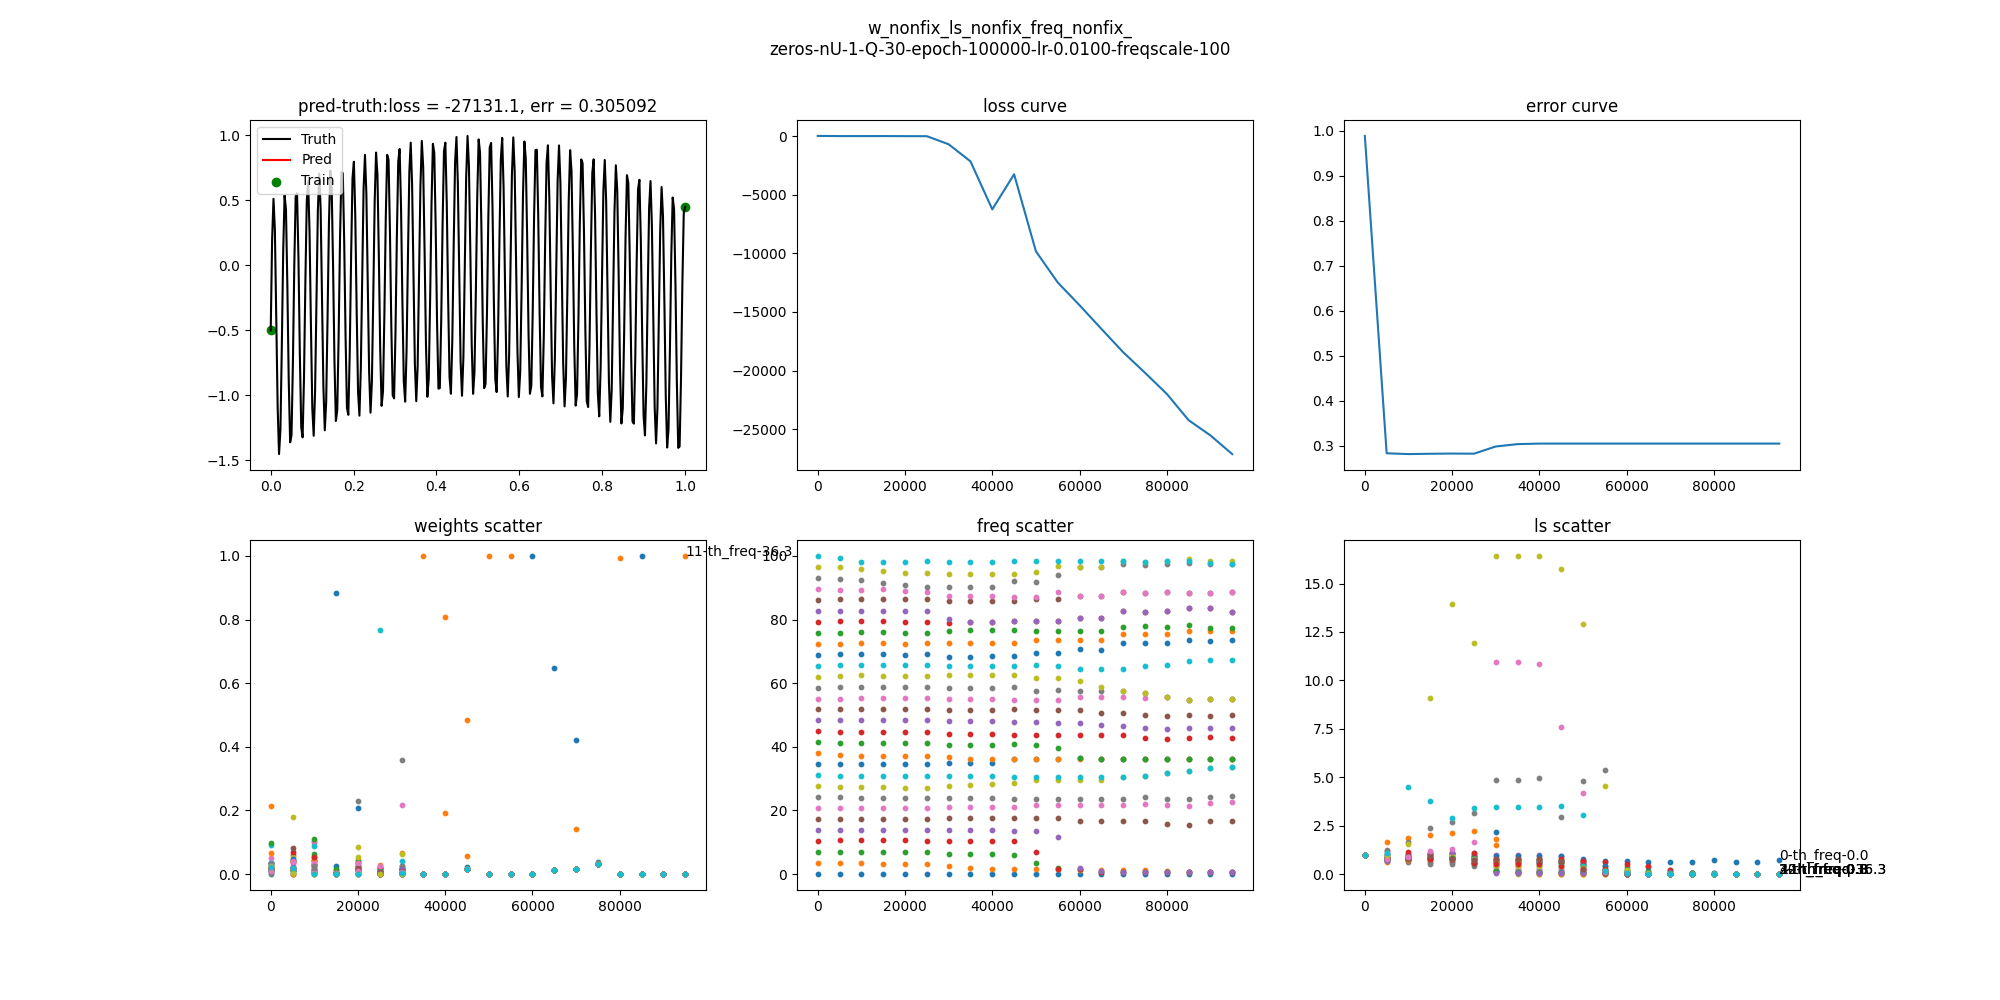 w_nonfix_ls_nonfix_freq_nonfix_
zeros-nU-1-Q-30-epoch-100000-lr-0.0100-freqscale-100
pred-truth:loss = -27131.1, err = 0.305092
1.0
0.5
0.0
−0.5
−1.0
−1.5
0.0 0.2 0.4 0.6 0.8 1.0
Truth
Pred
Train
loss curve
0
−5000
−10000
−15000
−20000
−25000
0 20000 40000 60000 80000
error curve
1.0
0.9
0.8
0.7
0.6
0.5
0.4
0.3
0 20000 40000 60000 80000
weights scatter
1.0
0.8
0.6
0.4
0.2
0.0
0 20000 40000 60000 80000
11-th_freq-36.3
freq scatter
100
80
60
40
20
0
0 20000 40000 60000 80000
ls scatter
15.0
12.5
10.0
7.5
5.0
2.5
0.0
0 20000 40000 60000 80000
0-th_freq-0.0